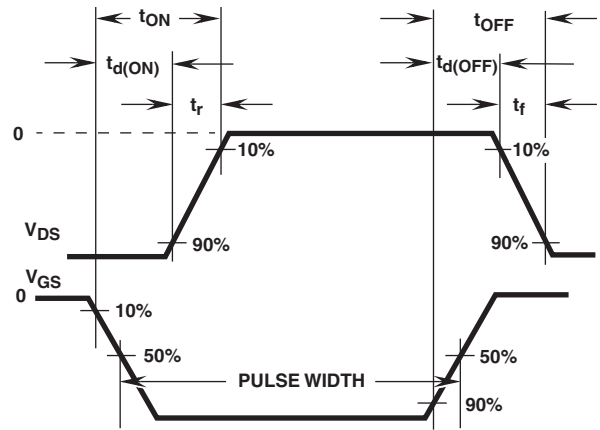 tON
tOFF
td(ON)
td(OFF)
tr
tf
0
10%
10%
VDS
90%
90%
VGS
0
10%
50%
50%
PULSE WIDTH
90%